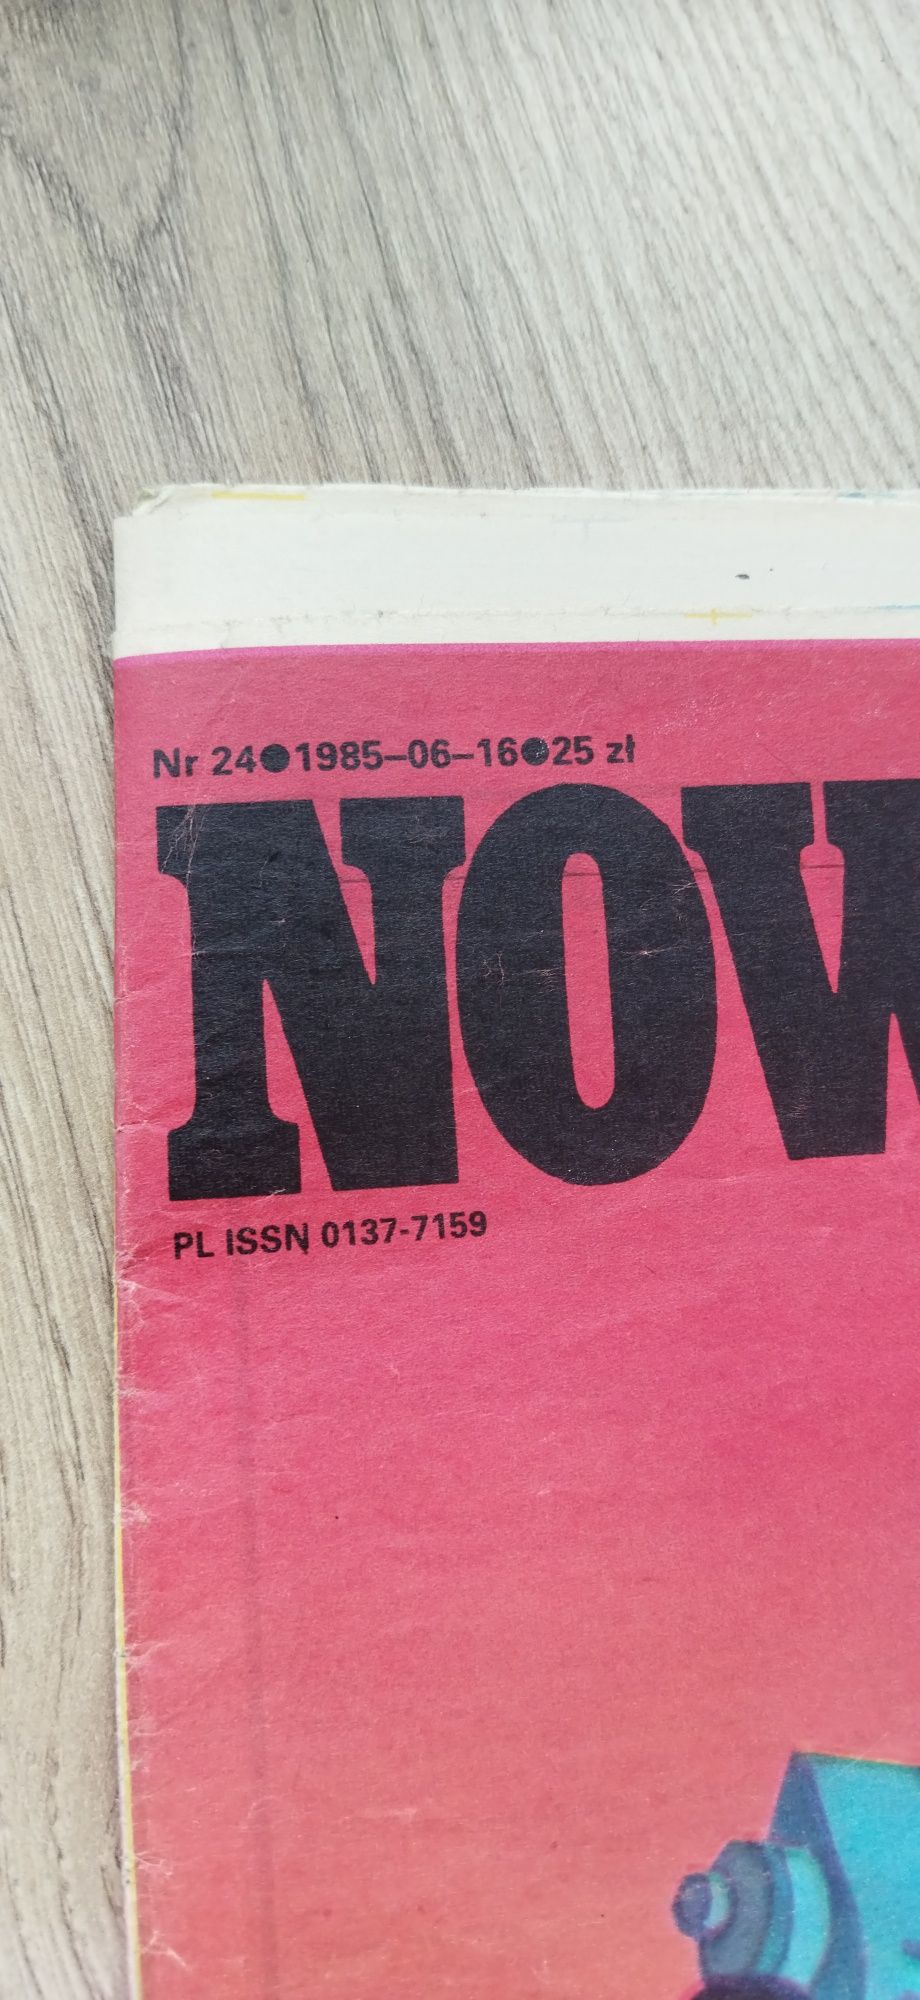 Nr 24●1985–06–16●25 zł
NOW
PL ISSN 0137-7159